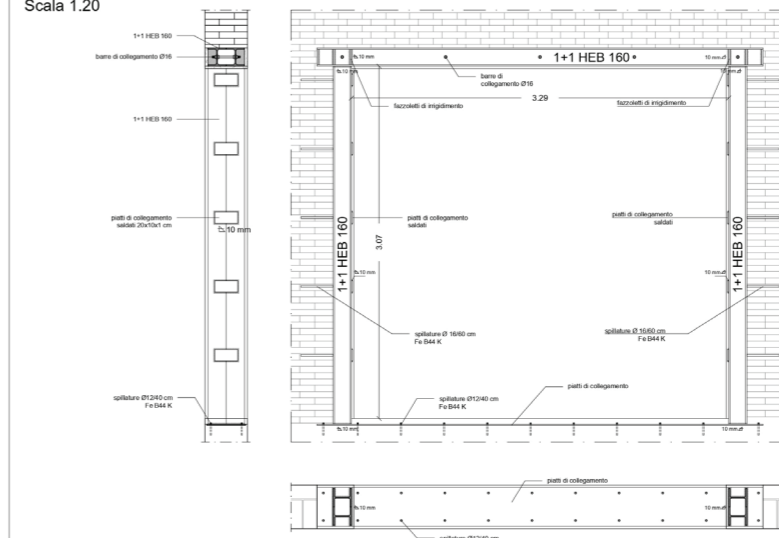 Scala 1.20
1+1 HEB 160
barre di collegamento Ø16
1+1 HEB 160
piatti di collegamento
saldati 20x10x1 cm
10 mm
spillature Ø12/40 cm
Fe B44 K
10 mm
1+1 HEB 160
10 mm
10 mm
10 mm
barre di
collegamento Ø16
3.29
fazzoletti di irrigidimento
fazzoletti di irrigidimento
1+1 HEB 160
3.07
piatti di collegamento
saldati
piatti di collegamento
saldati
1+1 HEB 160
10 mm
10 mm
spillature Ø 16/60 cm
Fe B44 K
spillature Ø 16/60 cm
Fe B44 K
piatti di collegamento
spillature Ø12/40 cm
Fe B44 K
10 mm
10 mm
piatti di collegamento
10 mm
10 mm
spillature Ø12/40 cm